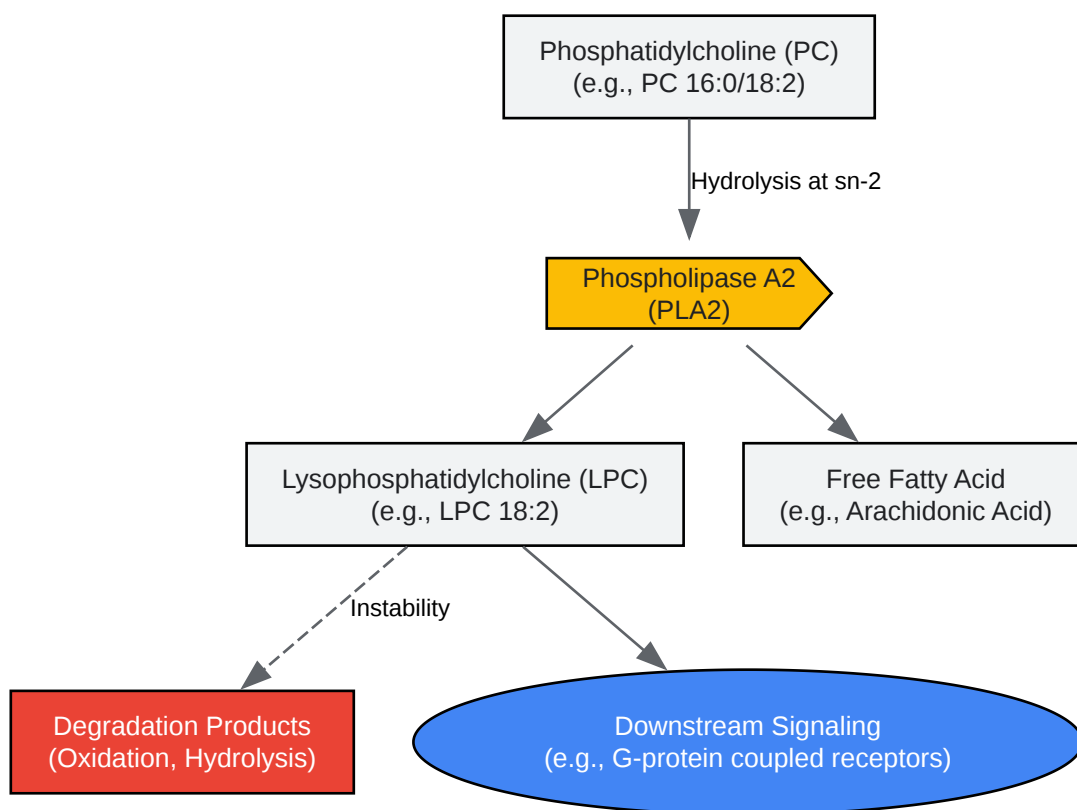 Phosphatidylcholine (PC)
(e.g., PC 16:0/18:2)
Hydrolysis at sn-2
Phospholipase A2
(PLA2)
Lysophosphatidylcholine (LPC)
(e.g., LPC 18:2)
Free Fatty Acid
(e.g., Arachidonic Acid)
Instability
Degradation Products
(Oxidation, Hydrolysis)
Downstream Signaling
(e.g., G-protein coupled receptors)